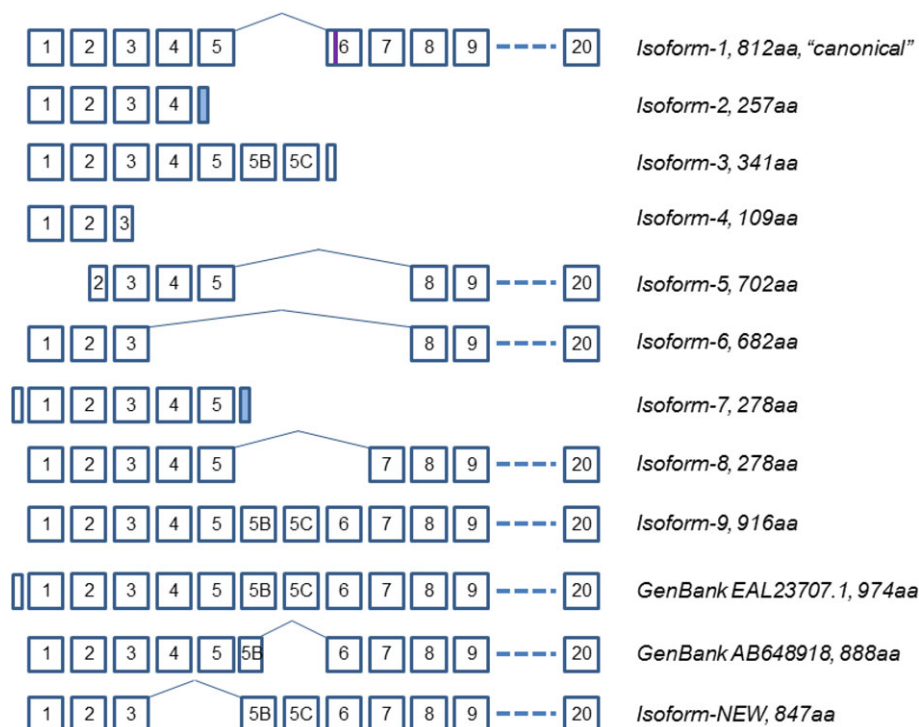 1 2 3 4 5 6 7 8 9 20 Isoform-1, 812aa, “canonical”
1 2 3 4 Isoform-2, 257aa
1 2 3 4 5 5B 5C Isoform-3, 341aa
1 2 3 Isoform-4, 109aa
2 3 4 5 8 9 20 Isoform-5, 702aa
1 2 3 8 9 20 Isoform-6, 682aa
1 2 3 4 5 Isoform-7, 278aa
1 2 3 4 5 7 8 9 20 Isoform-8, 278aa
1 2 3 4 5 5B 5C 6 7 8 9 20 Isoform-9, 916aa
1 2 3 4 5 5B 5C 6 7 8 9 20 GenBank EAL23707.1, 974aa
1 2 3 4 5 5B 6 7 8 9 20 GenBank AB648918, 888aa
1 2 3 5B 5C 6 7 8 9 20 Isoform-NEW, 847aa